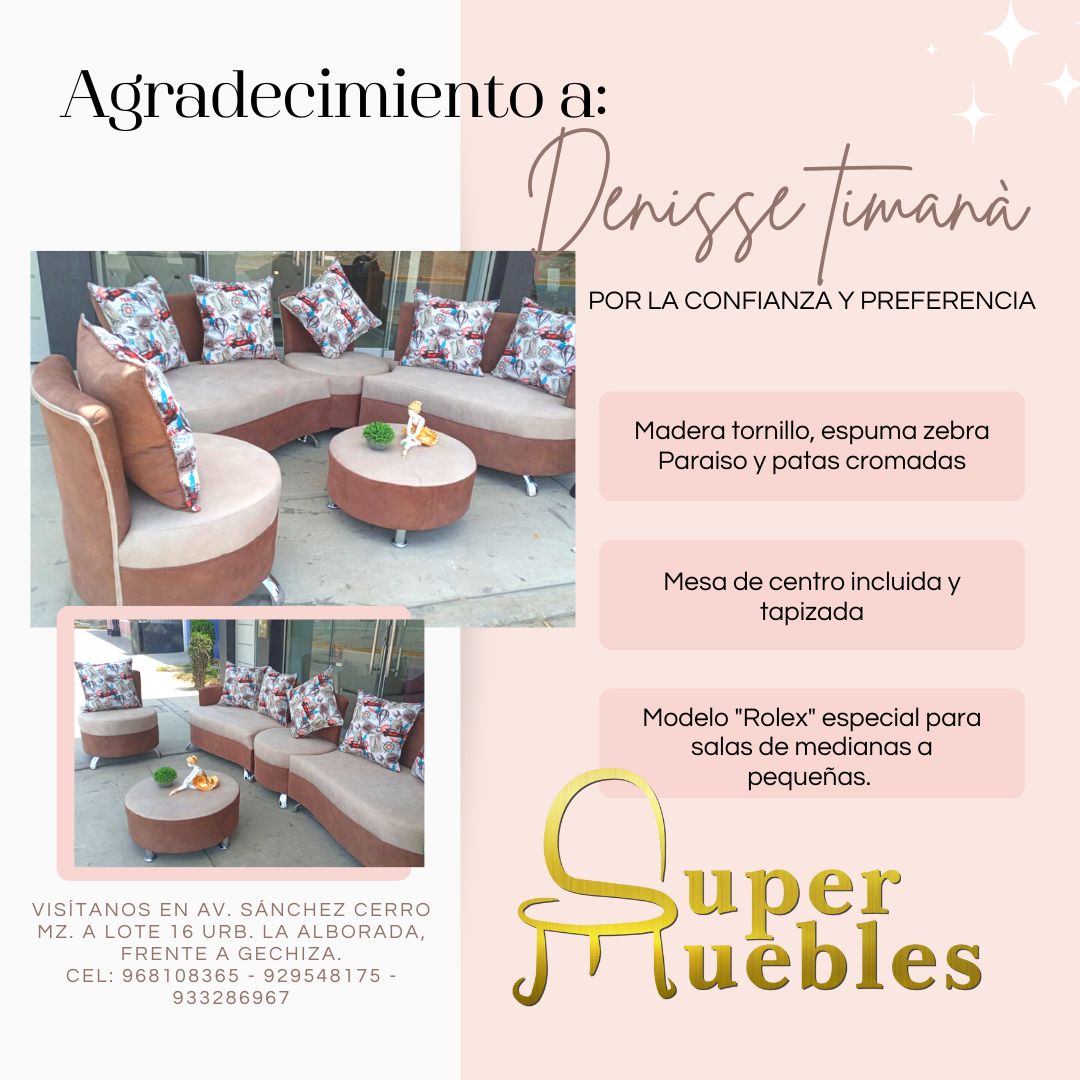 Agradecimiento a:
Denisse Timanà
POR LA CONFIANZA Y PREFERENCIA
Madera tornillo, espuma zebra
Paraiso y patas cromadas
Mesa de centro incluida y
tapizada
Modelo "Rolex" especial para
salas de medianas a
pequeñas.
Super
Muebles
VISÍTANOS EN AV. SÁNCHEZ CERRO
MZ. A LOTE 16 URB. LA ALBORADA,
FRENTE A GECHIZA.
CEL: 968108365 - 929548175 -
933286967